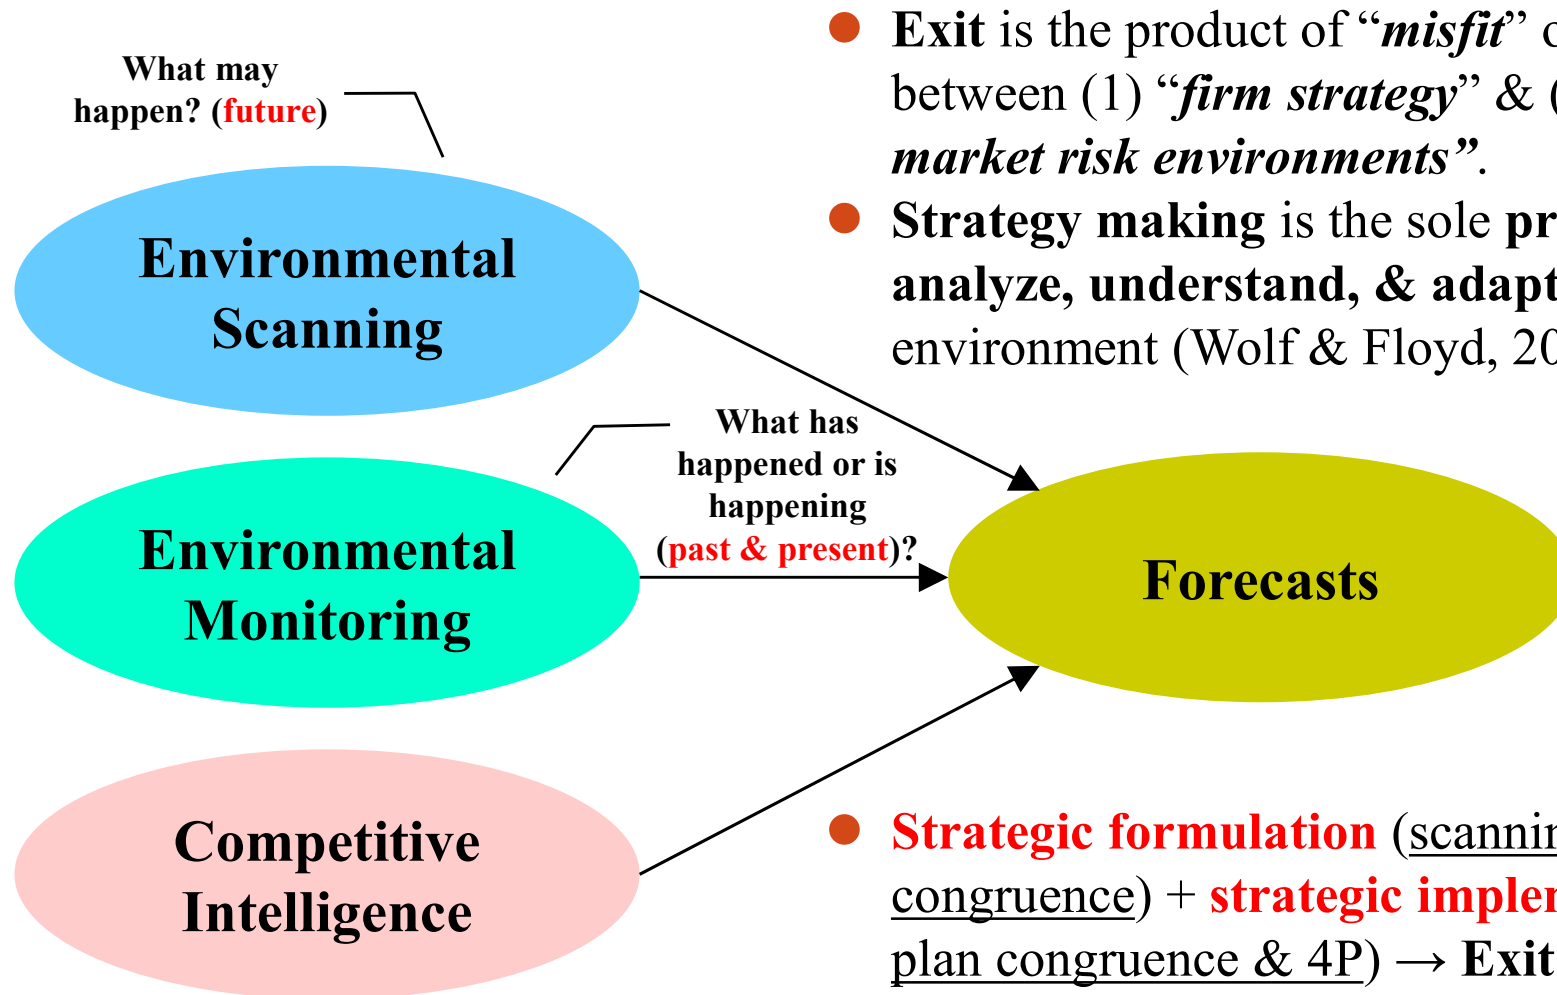 What may
happen? (future)
Environmental
Scanning
What has
happened or is
happening
(past & present)?
Environmental
Monitoring
Competitive
Intelligence
Forecasts
● Exit is the product of “misfit”
between (1) “firm strategy” & (
market risk environments”.
● Strategy making is the sole
analyze, understand, & adapt
environment (Wolf & Floyd,
● Strategic formulation (
congruence) + strategic
plan congruence & 4P) → Exit